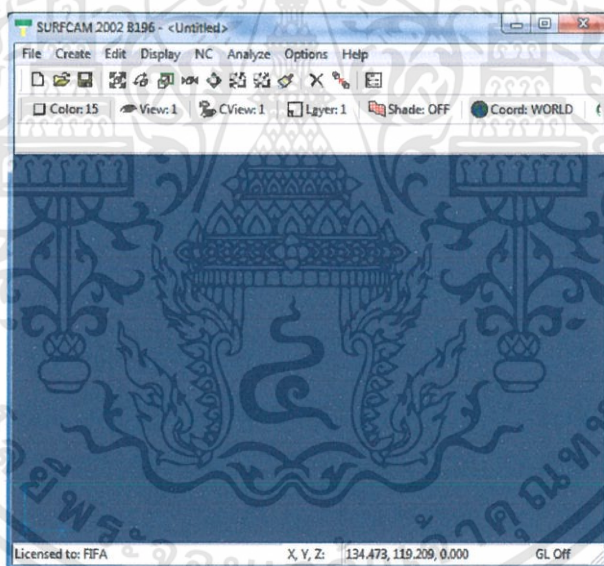 SURFCAM 2002 B196 - <Untitled>
File Create Edit Display NC Analyze Options Help
Color: 15 View: 1 CView: 1 Layer: 1 Shade: OFF Coord: WORLD
Licensed to: FIFA X, Y, Z: 134.473, 119.209, 0.000 GL Off